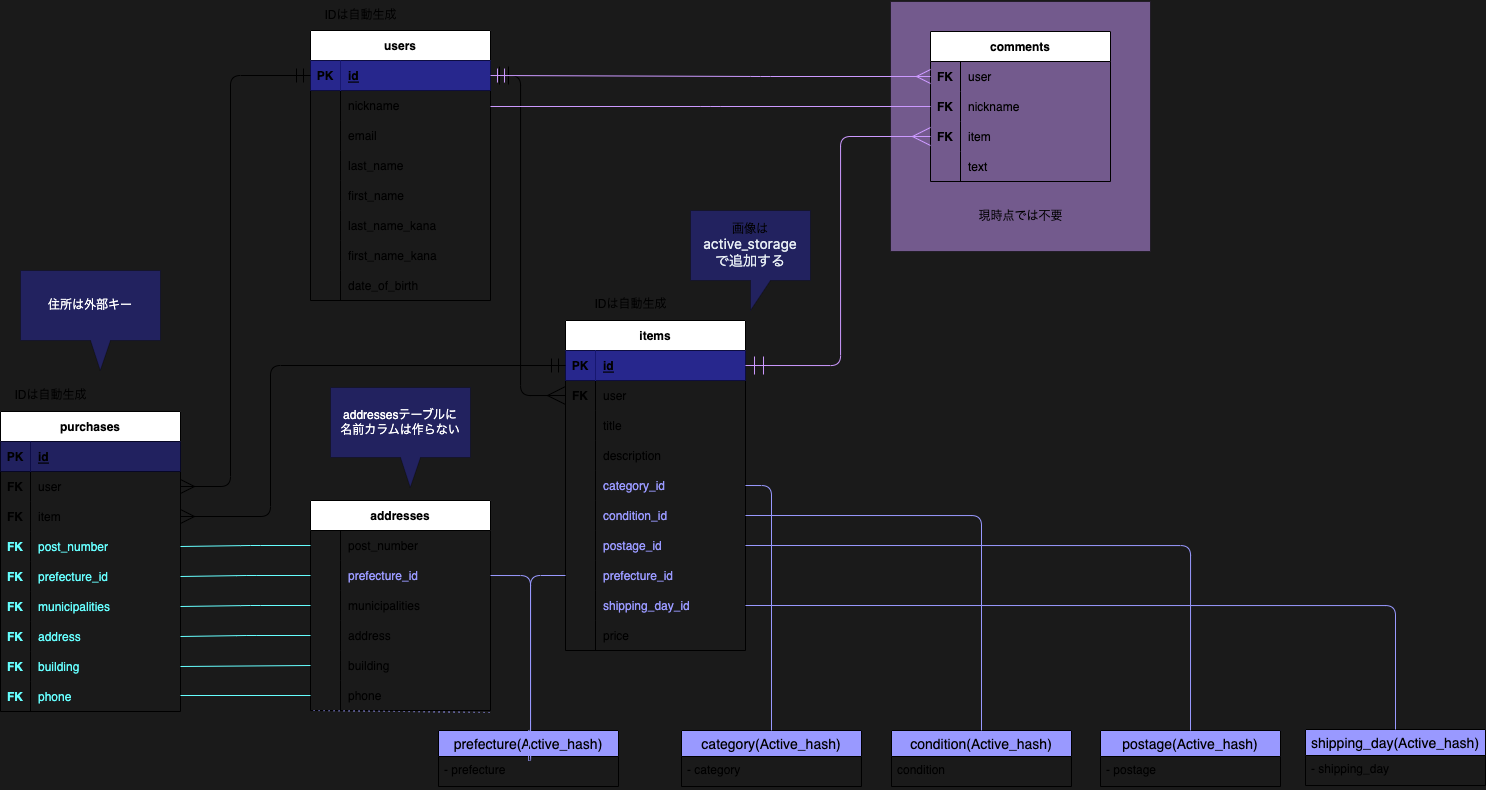 IDは自動生成
users
PK id
nickname
email
last_name
first_name
last_name_kana
first_name_kana
date_of_birth
comments
FK user
FK nickname
FK item
text
現時点では不要
画像は
active_storage
で追加する
住所は外部キー
IDは自動生成
items
PK id
FK user
title
description
category_id
condition_id
postage_id
prefecture_id
shipping_day_id
price
IDは自動生成
purchases
PK id
FK user
FK item
FK post_number
FK prefecture_id
FK municipalities
FK address
FK building
FK phone
addressesテーブルに
名前カラムは作らない
addresses
post_number
prefecture_id
municipalities
address
building
phone
prefecture(Active_hash)
- prefecture
category(Active_hash)
- category
condition(Active_hash)
condition
postage(Active_hash)
- postage
shipping_day(Active_hash)
- shipping_day